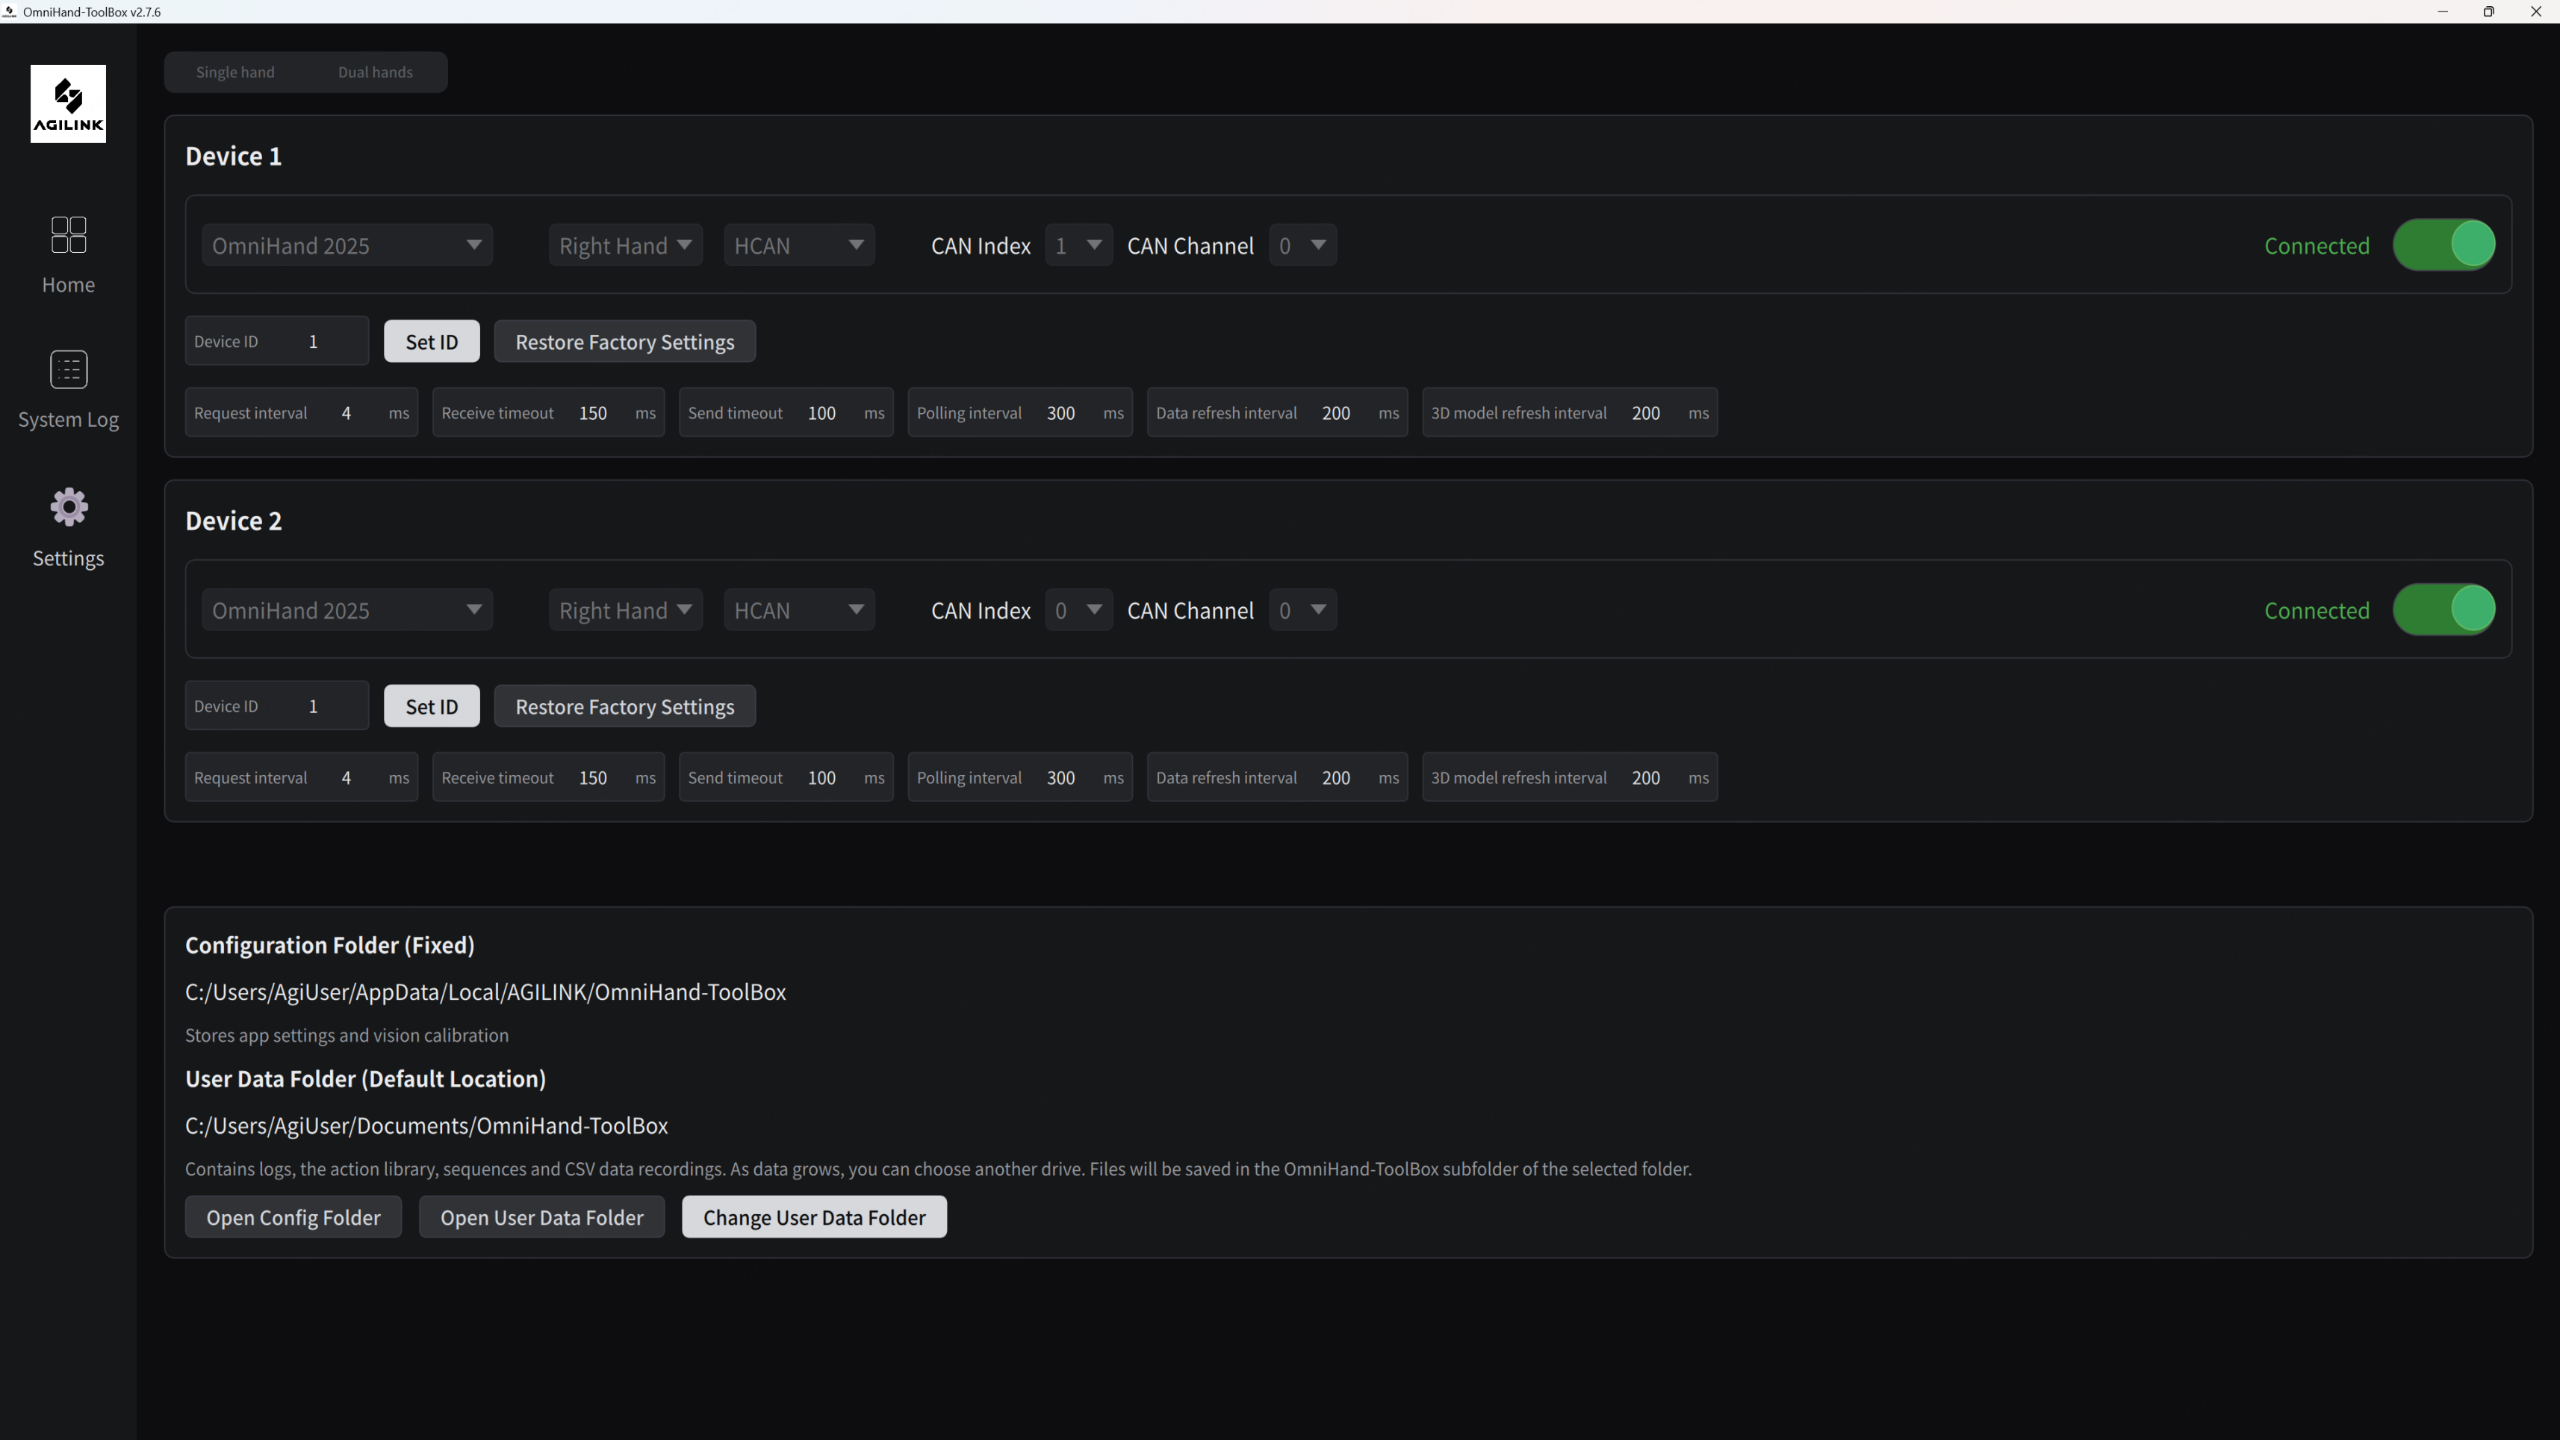 OmniHand-ToolBox v2.7.6
AGILINK
Home
System Log
Settings
Single hand Dual hands
Device 1
OmniHand 2025 Right Hand HCAN CAN Index 1 CAN Channel 0 Connected
Device ID 1 Set ID Restore Factory Settings
Request interval 4 ms Receive timeout 150 ms Send timeout 100 ms Polling interval 300 ms Data refresh interval 200 ms 3D model refresh interval 200 ms
Device 2
OmniHand 2025 Right Hand HCAN CAN Index 0 CAN Channel 0 Connected
Device ID 1 Set ID Restore Factory Settings
Request interval 4 ms Receive timeout 150 ms Send timeout 100 ms Polling interval 300 ms Data refresh interval 200 ms 3D model refresh interval 200 ms
Configuration Folder (Fixed)
C:/Users/AgiUser/AppData/Local/AGILINK/OmniHand-ToolBox
Stores app settings and vision calibration
User Data Folder (Default Location)
C:/Users/AgiUser/Documents/OmniHand-ToolBox
Contains logs, the action library, sequences and CSV data recordings. As data grows, you can choose another drive. Files will be saved in the OmniHand-ToolBox subfolder of the selected folder.
Open Config Folder Open User Data Folder Change User Data Folder